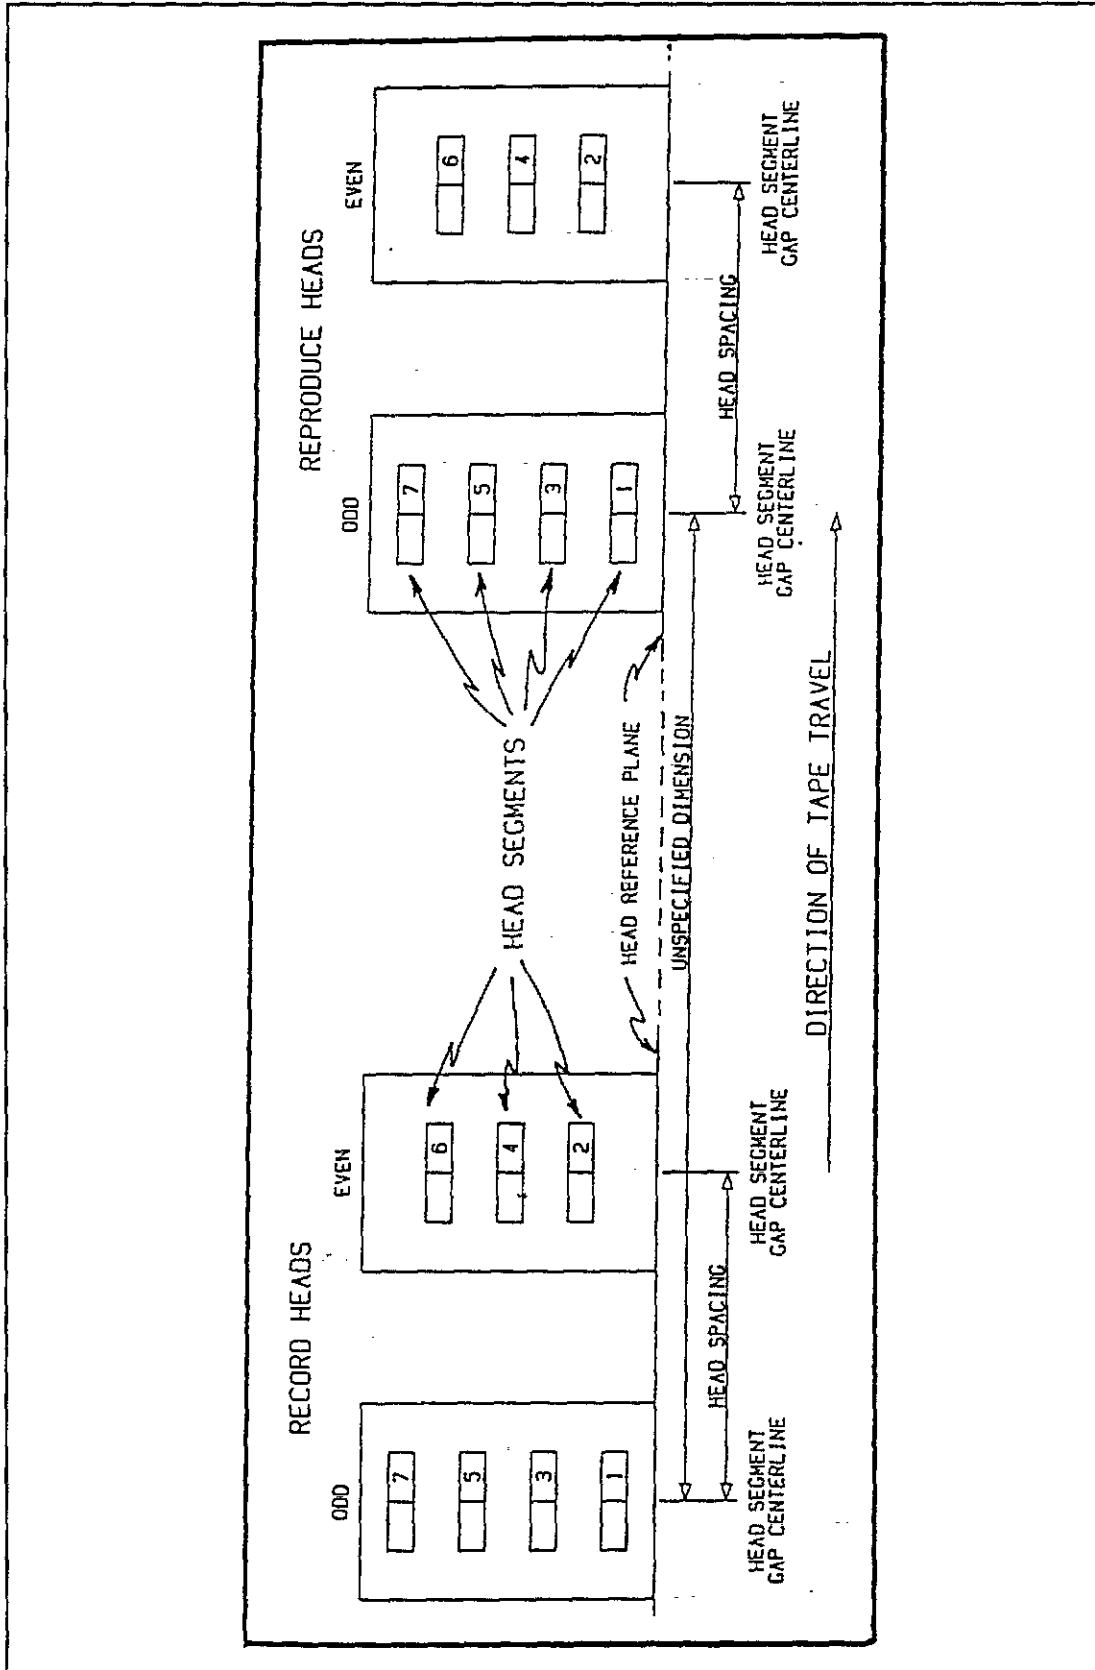 RECORD HEADS
REPRODUCE HEADS
ODD
EVEN
ODD
EVEN
7
5
3
1
6
4
2
7
5
3
1
6
4
2
HEAD SEGMENTS
HEAD REFERENCE PLANE
UNSPECIFIED DIMENSION
HEAD SPACING
HEAD SPACING
HEAD SEGMENT
GAP CENTERLINE
HEAD SEGMENT
GAP CENTERLINE
HEAD SEGMENT
GAP CENTERLINE
HEAD SEGMENT
GAP CENTERLINE
DIRECTION OF TAPE TRAVEL